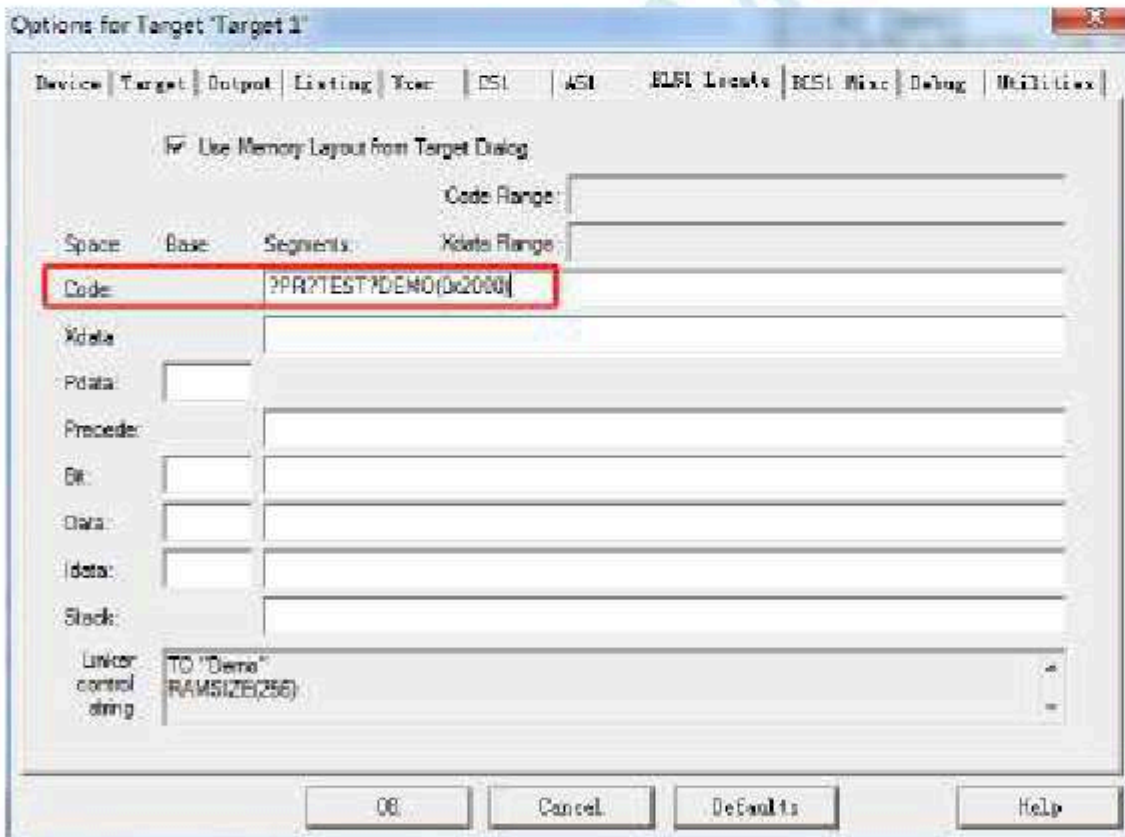 Options for Target 'Target 1'
Device Target Output Listing User C51 A51 BL51 Locate BL51 Misc Debug Utilities
Use Memory Layout from Target Dialog
Code Range:
Space Base Segments: Xdata Range:
Code: ?PR?TEST?DEMO(0x2000)
Xdata:
Pdata:
Precede:
Bit:
Data:
Idata:
Stack:
Linker
control
string
TO "Demo"
RAMSIZE(256)
OK Cancel Defaults Help